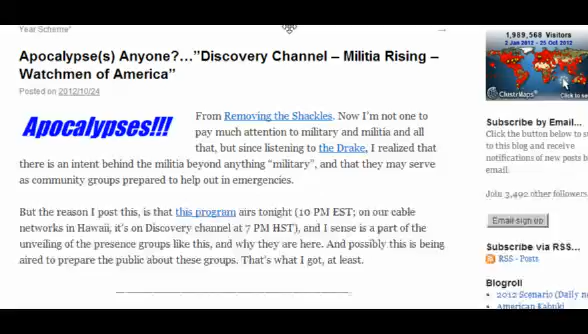 Year Scheme"
→
Apocalypse(s) Anyone?…"Discovery Channel – Militia Rising –
Watchmen of America"
Posted on 2012/10/24
Apocalypses!!!
From Removing the Shackles. Now I'm not one to
pay much attention to military and militia and all
that, but since listening to the Drake, I realized that
there is an intent behind the militia beyond anything "military", and that they may serve
as community groups prepared to help out in emergencies.
But the reason I post this, is that this program airs tonight (10 PM EST; on our cable
networks in Hawaii, it's on Discovery channel at 7 PM HST), and I sense is a part of the
unveiling of the presence groups like this, and why they are here. And possibly this is being
aired to prepare the public about these groups. That's what I got, at least.
1,989,568 Visitors
2 Jan 2012 - 25 Oct 2012
ClustrMaps
Click to se
Subscribe by Email…
Click the button below to su
to this blog and receive
notifications of new posts b
email.
Join 3,492 other followers
Email sign up
Subscribe via RSS…
RSS - Posts
Blogroll
• 2012 Scenario (Daily n
• American Kabuki